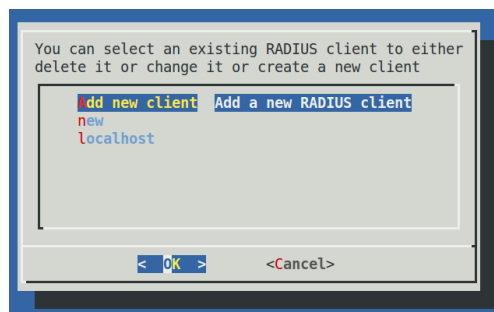 You can select an existing RADIUS client to either
delete it or change it or create a new client
Add new client  Add a new RADIUS client
new
localhost
<  OK  >        <Cancel>